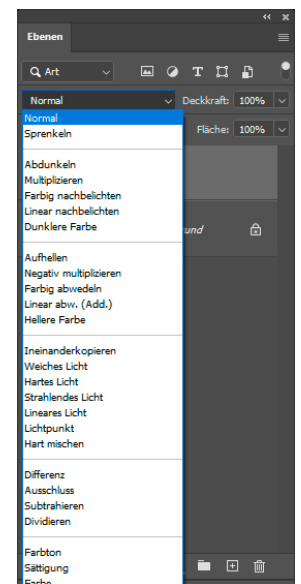 Ebenen
Art
Normal
Deckkraft: 100%
Normal
Sprenkeln
Fläche: 100%
Abdunkeln
Multiplizieren
Farbig nachbelichten
Linear nachbelichten
Dunklere Farbe
und
Aufhellen
Negativ multiplizieren
Farbig abwedeln
Linear abw. (Add.)
Hellere Farbe
Ineinanderkopieren
Weiches Licht
Hartes Licht
Strahlendes Licht
Lineares Licht
Lichtpunkt
Hart mischen
Differenz
Ausschluss
Subtrahieren
Dividieren
Farbton
Sättigung
Farbe